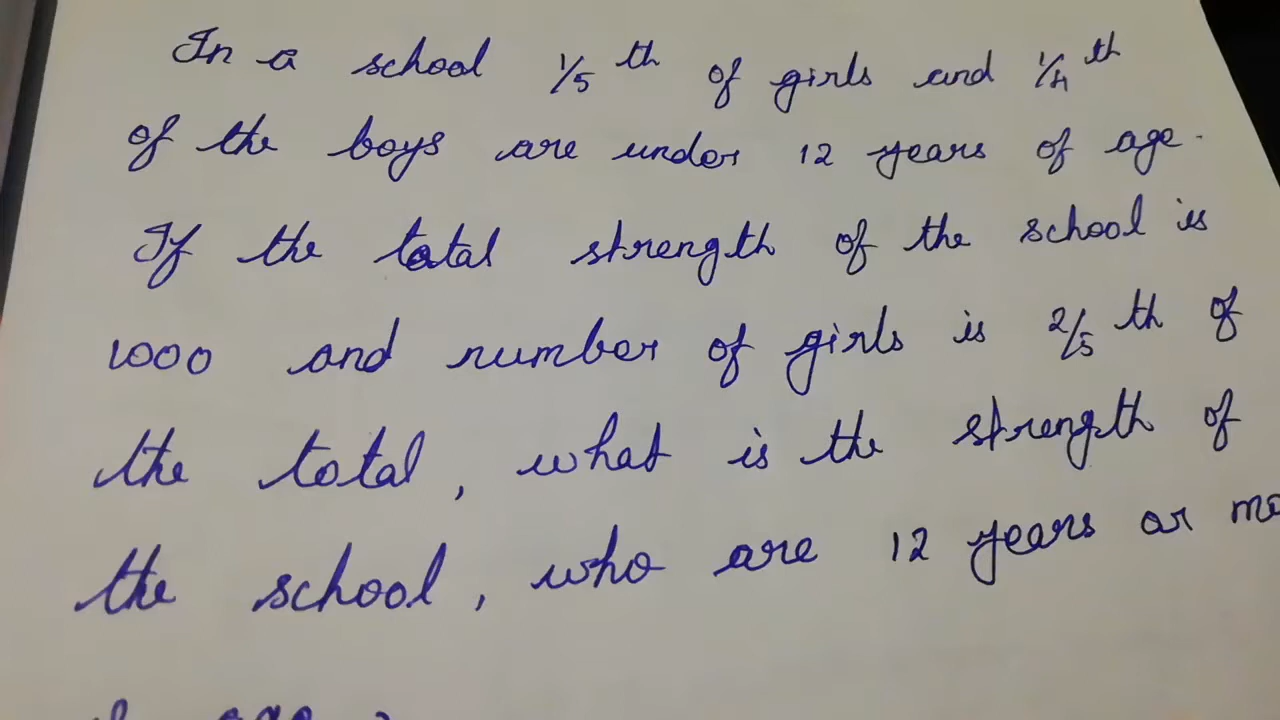 In a school 1/5 th of girls and 1/4 th
of the boys are under 12 years of age.
If the total strength of the school is
1000 and number of girls is 2/5 th of
the total, what is the strength of
the school, who are 12 years or mo